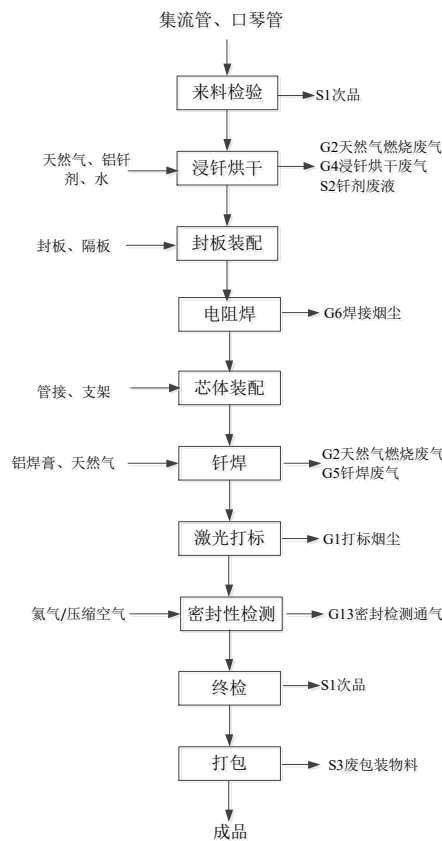 集流管、口琴管
来料检验
S1次品
天然气、铝钎
剂、水
浸钎烘干
G2天然气燃烧废气
G4浸钎烘干废气
S2钎剂废液
封板、隔板
封板装配
电阻焊
G6焊接烟尘
管接、支架
芯体装配
铝焊膏、天然气
钎焊
G2天然气燃烧废气
G5钎焊废气
激光打标
G1打标烟尘
氦气/压缩空气
密封性检测
G13密封检测通气
终检
S1次品
打包
S3废包装物料
成品